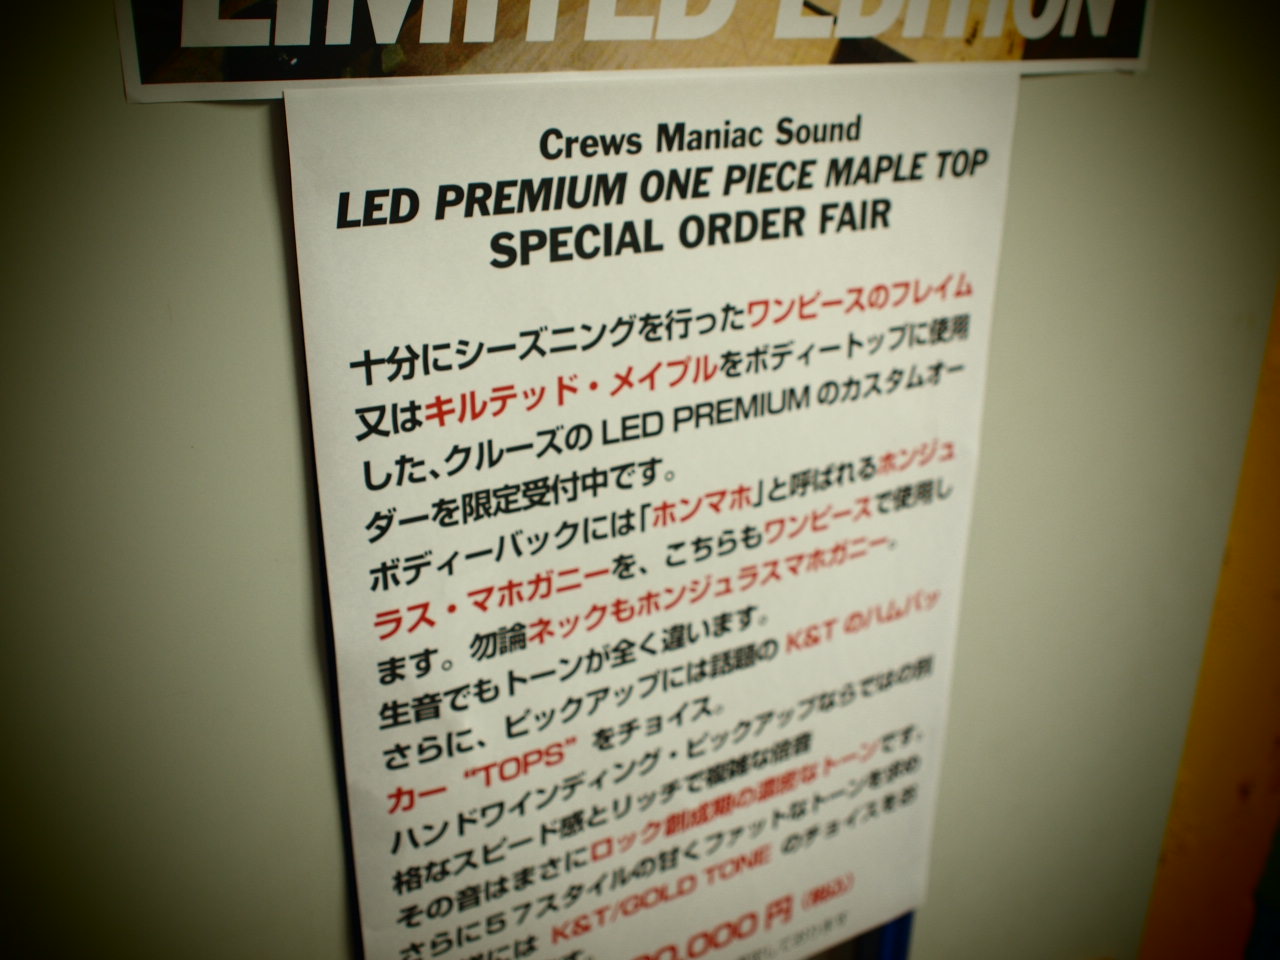 LIMITED EDITION
Crews Maniac Sound
LED PREMIUM ONE PIECE MAPLE TOP
SPECIAL ORDER FAIR
十分にシーズニングを行ったワンピースのフレイム
又はキルテッド・メイプルをボディートップに使用
した、クルーズの LED PREMIUM のカスタムオー
ダーを限定受付中です。
ボディーバックには「ホンマホ」と呼ばれるホンジュ
ラス・マホガニーを、こちらもワンピースで使用し
ます。勿論ネックもホンジュラスマホガニー。
生音でもトーンが全く違います。
さらに、ピックアップには話題の K&T のハムバッ
カー "TOPS" をチョイス。
ハンドワインディング・ピックアップならではの別
格なスピード感とリッチで複雑な倍音
その音はまさにロック創成期の濃密なトーンです。
さらに57スタイルの甘くファットなトーンを求め
には K&T/GOLD TONE のチョイスをお
00,000 円 (税込)